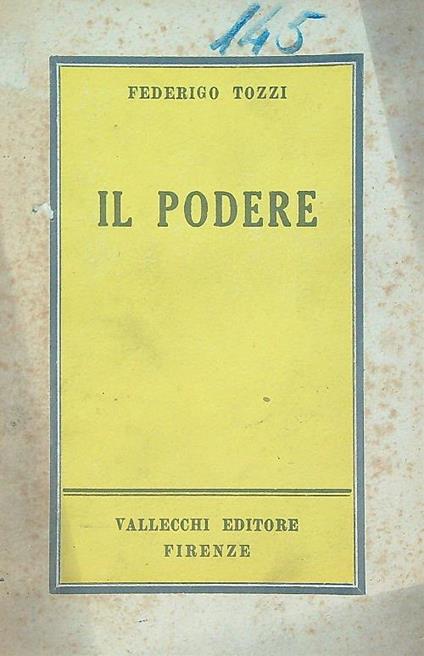 145
FEDERIGO TOZZI
IL PODERE
VALLECCHI EDITORE
FIRENZE